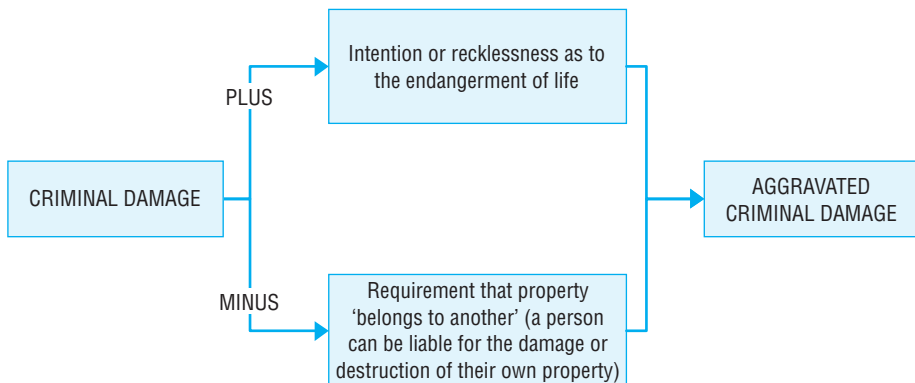 Intention or recklessness as to
the endangerment of life
PLUS
CRIMINAL DAMAGE
AGGRAVATED
CRIMINAL DAMAGE
MINUS
Requirement that property
‘belongs to another’ (a person
can be liable for the damage or
destruction of their own property)